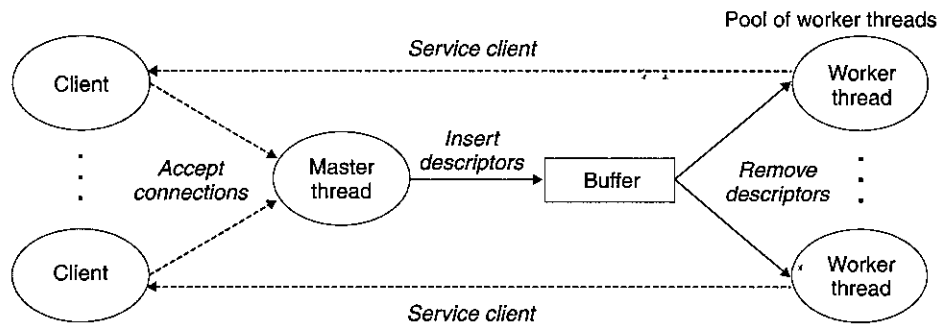 Pool of worker threads
Service client
Client
Worker
thread
Accept
connections
Master
thread
Insert
descriptors
Buffer
Remove
descriptors
Client
Worker
thread
Service client